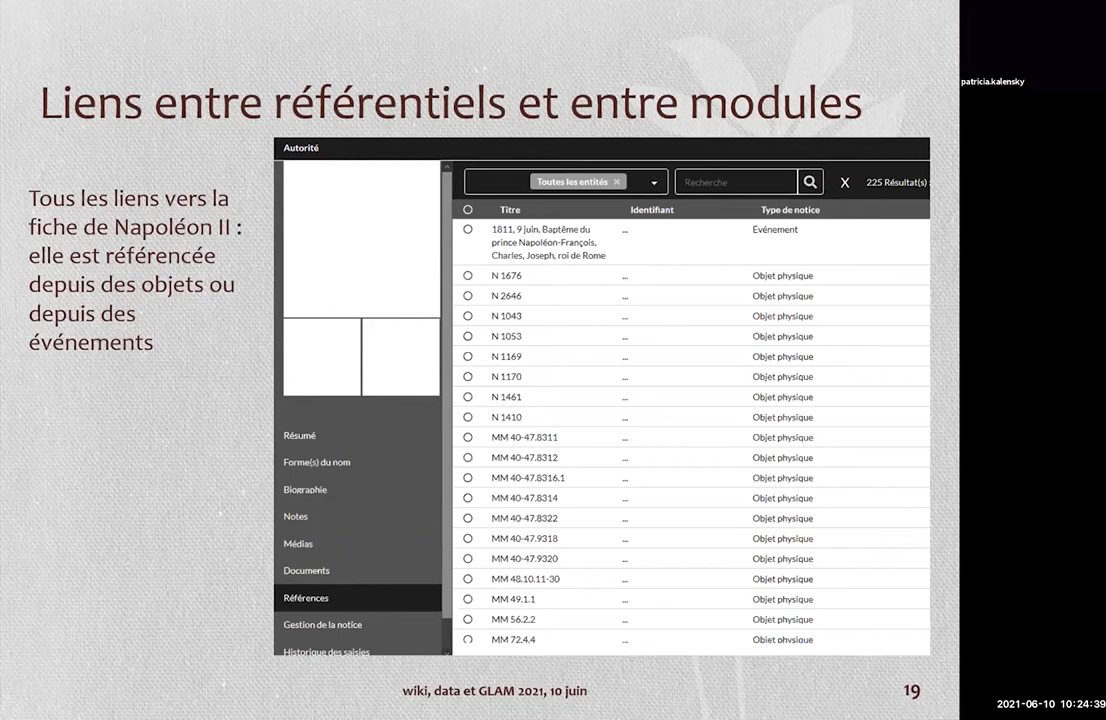 Liens entre référentiels et entre modules
patricia.kalensky
Tous les liens vers la
fiche de Napoléon II :
elle est référencée
depuis des objets ou
depuis des
événements
Autorité
Toutes les entités ×
Recherche
X
225 Résultat(s) :
Titre Identifiant Type de notice
1811, 9 juin, Baptême du ... Evénement
prince Napoléon-François,
Charles, Joseph, roi de Rome
N 1676 ... Objet physique
N 2646 ... Objet physique
N 1043 ... Objet physique
N 1053 ... Objet physique
N 1169 ... Objet physique
N 1170 ... Objet physique
N 1461 ... Objet physique
N 1410 ... Objet physique
MM 40-47.8311 ... Objet physique
MM 40-47.8312 ... Objet physique
MM 40-47.8316.1 ... Objet physique
MM 40-47.8314 ... Objet physique
MM 40-47.8322 ... Objet physique
MM 40-47.9318 ... Objet physique
MM 40-47.9320 ... Objet physique
MM 48.10.11-30 ... Objet physique
MM 49.1.1 ... Objet physique
MM 56.2.2 ... Objet physique
MM 72.4.4 ... Objet physique
Résumé
Forme(s) du nom
Biographie
Notes
Médias
Documents
Références
Gestion de la notice
Historique des saisies
wiki, data et GLAM 2021, 10 juin
19
2021-06-10 10:24:39